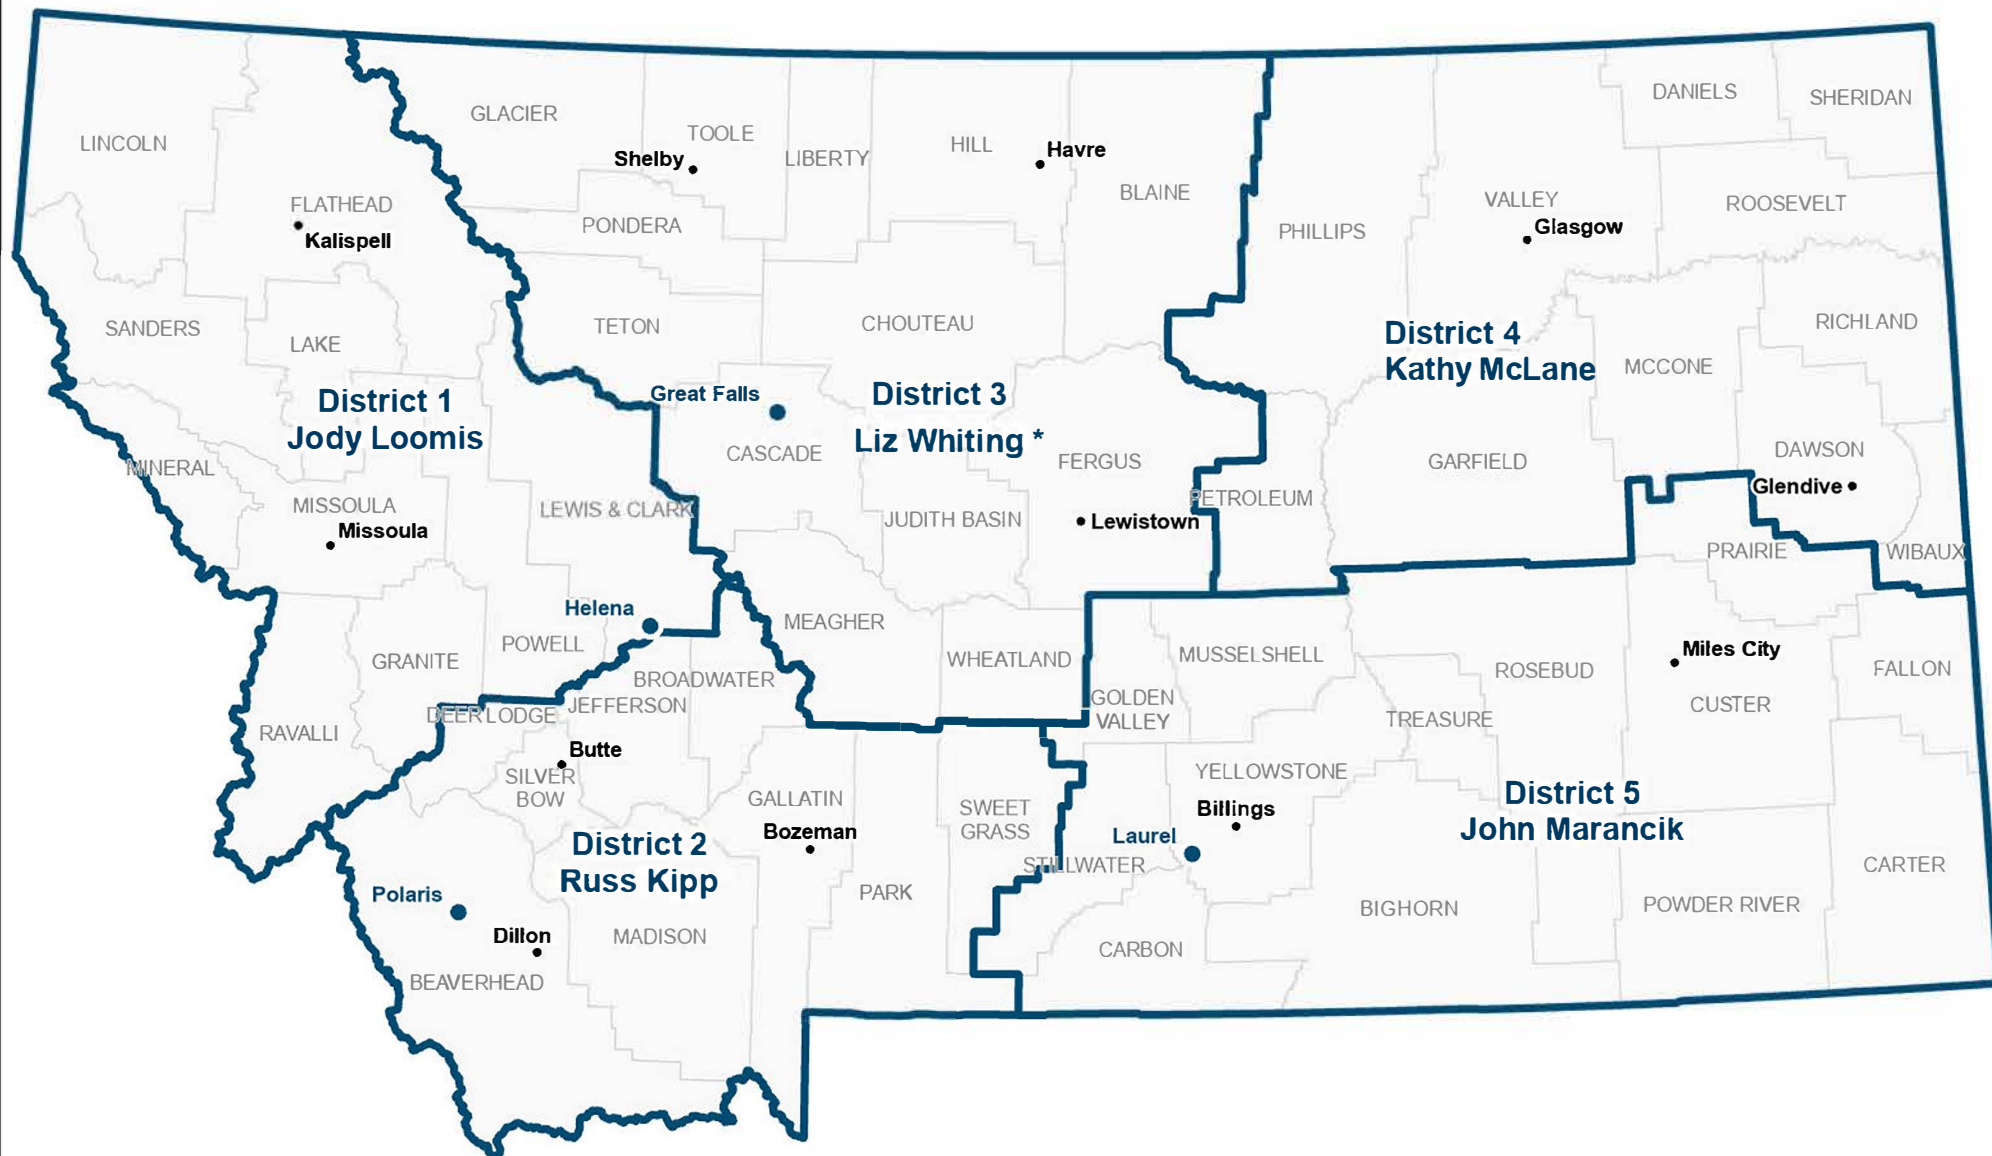 DANIELS
SHERIDAN
GLACIER
TOOLE
LINCOLN
HILL
Havre
Shelby
LIBERTY
BLAINE
FLATHEAD
VALLEY
ROOSEVELT
Glasgow
PONDERA
PHILLIPS
Kalispell
SANDERS
TETON
CHOUTEAU
RICHLAND
LAKE
District 4
Kathy McLane
MCCONE
Great Falls
District 3
Liz Whiting *
District 1
Jody Loomis
CASCADE
FERGUS
GARFIELD
DAWSON
Glendive
MINERAL
MISSOULA
Missoula
LEWIS & CLARK
JUDITH BASIN
Lewistown
PETROLEUM
PRAIRIE
WIBAUX
Helena
MEAGHER
POWELL
GRANITE
WHEATLAND
MUSSELSHELL
ROSEBUD
Miles City
FALLON
BROADWATER
JEFFERSON
DEER LODGE
GOLDEN
VALLEY
CUSTER
TREASURE
RAVALLI
Butte
SILVER
BOW
YELLOWSTONE
Billings
District 5
John Marancik
GALLATIN
Bozeman
SWEET
GRASS
District 2
Russ Kipp
Laurel
STILLWATER
CARTER
Polaris
PARK
POWDER RIVER
BIGHORN
Dillon
MADISON
CARBON
BEAVERHEAD